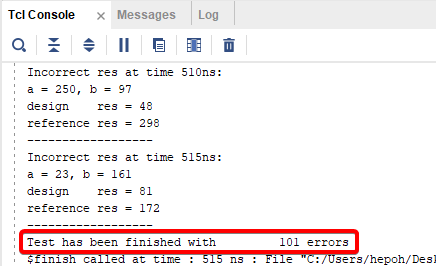 Tcl Console
Messages
Log
Incorrect res at time 510ns:
a = 250, b = 97
design    res = 48
reference res = 298
------------------
Incorrect res at time 515ns:
a = 23, b = 161
design    res = 81
reference res = 172
------------------
Test has been finished with         101 errors
$finish called at time : 515 ns : File "C:/Users/hepoh/Des